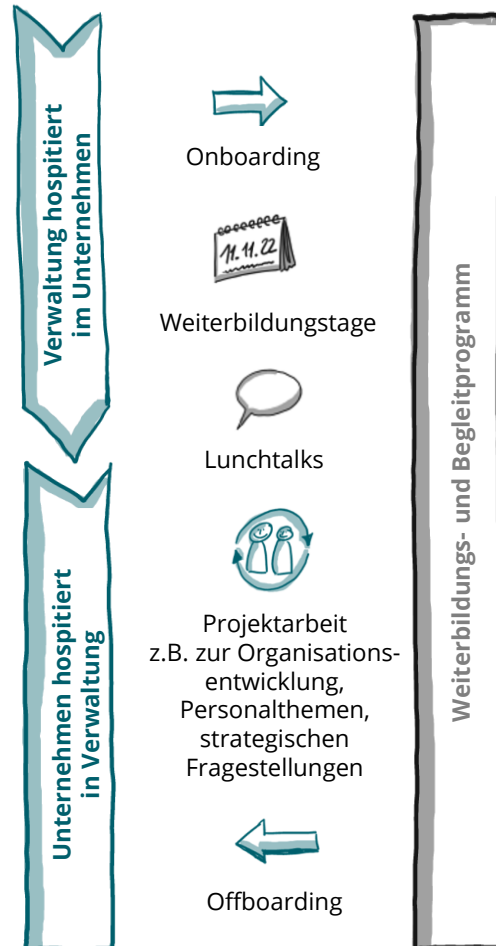 Verwaltung hospitiert
im Unternehmen
Onboarding
11.11.22
Weiterbildungstage
Lunchtalks
Unternehmen hospitiert
in Verwaltung
Projektarbeit
z.B. zur Organisations-
entwicklung,
Personalthemen,
strategischen
Fragestellungen
Offboarding
Weiterbildungs- und Begleitprogramm